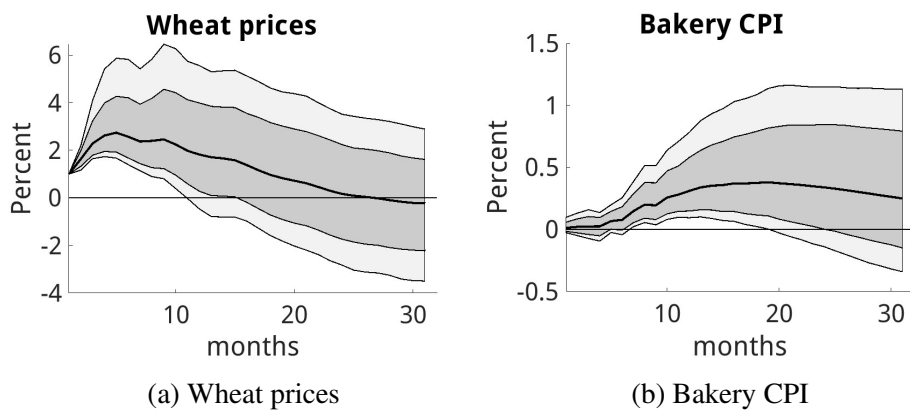 Wheat prices
Percent
6
4
2
0
-2
-4
10
20
30
months
(a) Wheat prices
Bakery CPI
Percent
1.5
1
0.5
0
-0.5
10
20
30
months
(b) Bakery CPI